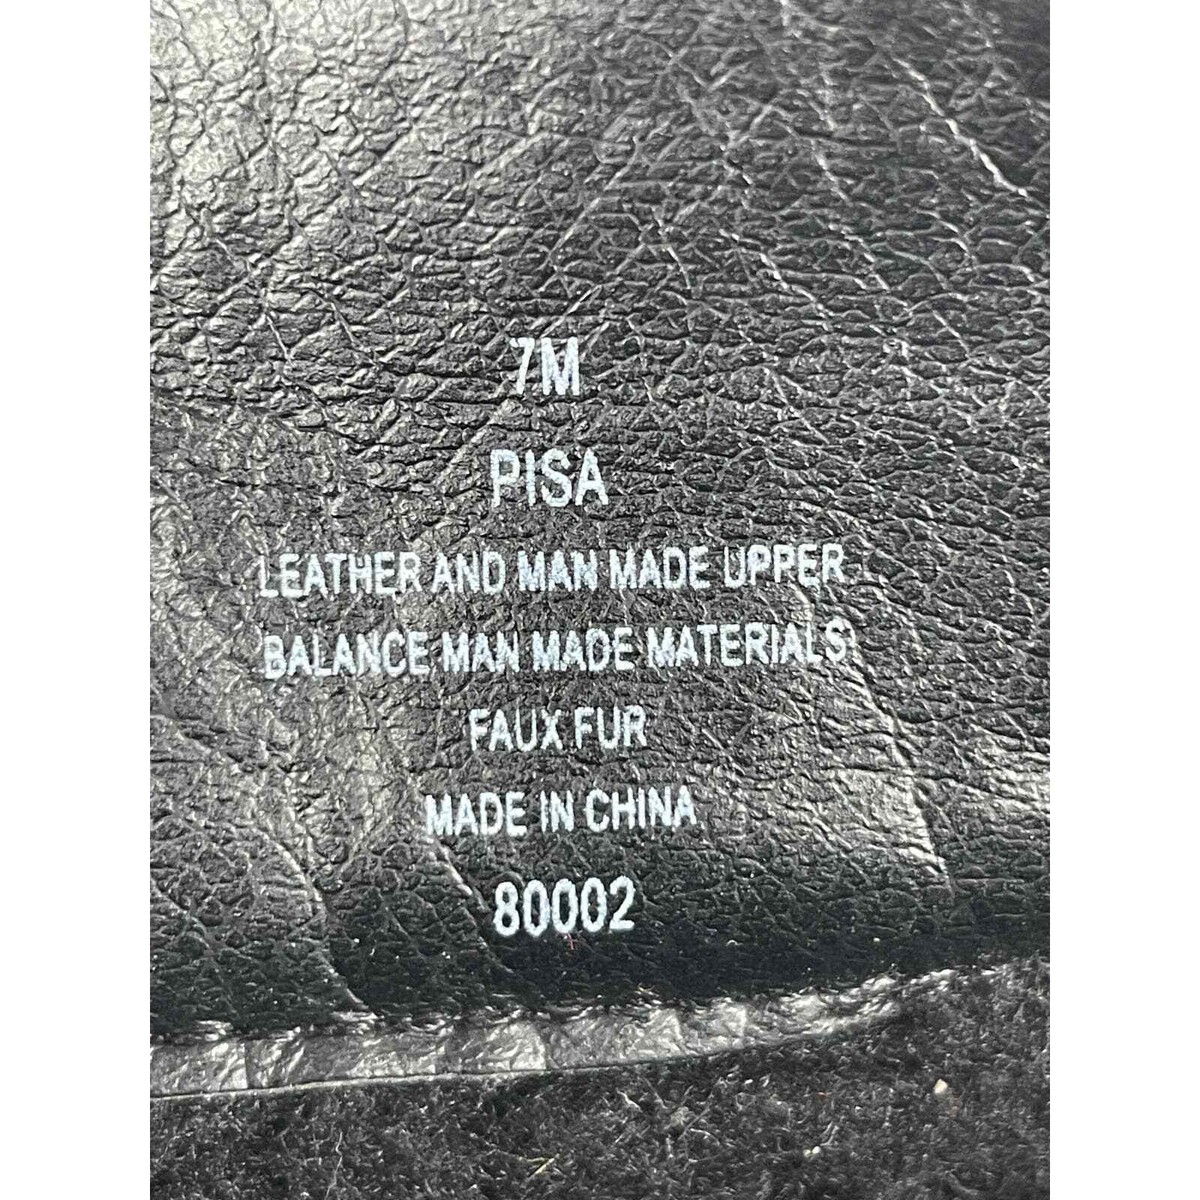 7M
PISA
LEATHER AND MAN MADE UPPER
BALANCE MAN MADE MATERIALS
FAUX FUR
MADE IN CHINA
80002